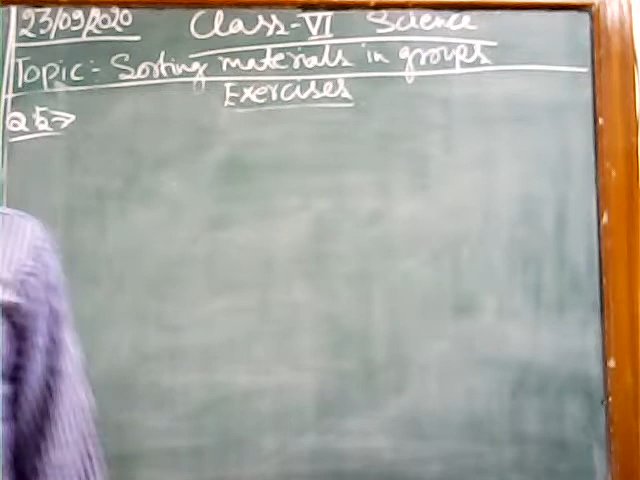 23/09/2020 Class-VI Science
Topic:- Sorting materials in groups
Exercises
Q5⇒